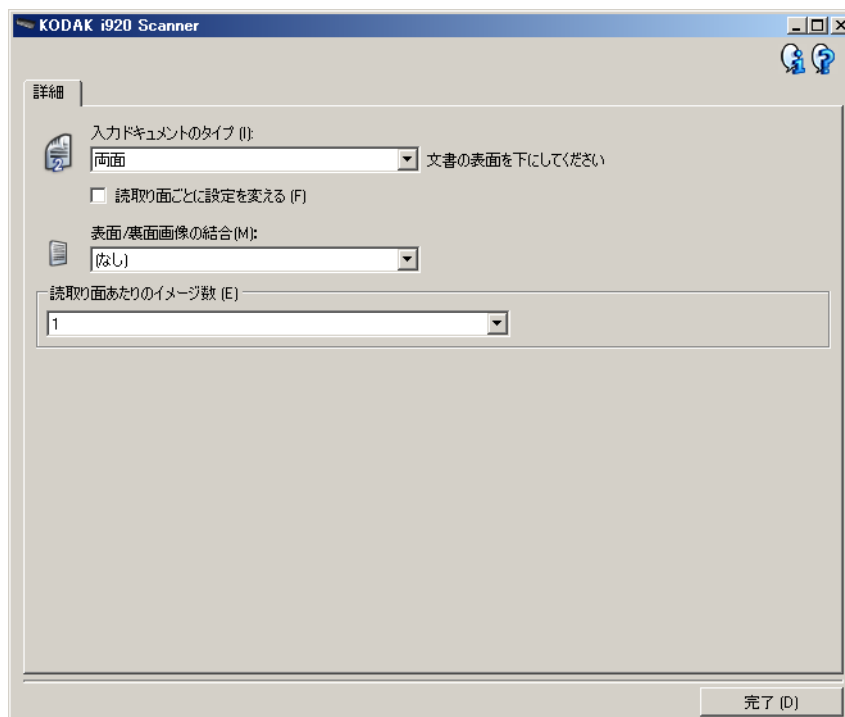 KODAK i920 Scanner
詳細
入力ドキュメントのタイプ (I):
両面
文書の表面を下にしてください
読取り面ごとに設定を変える (F)
表面/裏面画像の結合(M):
(なし)
読取り面あたりのイメージ数 (E)
1
完了 (D)